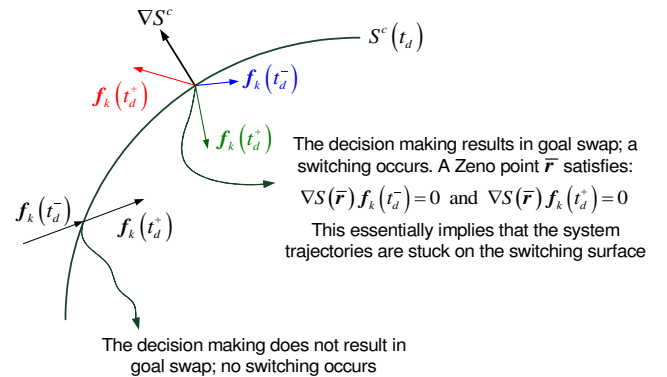 ∇S^c
S^c(t_d)
f_k(t_d^+)
f_k(t_d^-)
f_k(t_d^+)
The decision making results in goal swap; a
switching occurs. A Zeno point r̄ satisfies:
∇S(r̄) f_k(t_d^-) = 0 and ∇S(r̄) f_k(t_d^+) = 0
This essentially implies that the system
trajectories are stuck on the switching surface
f_k(t_d^-)
f_k(t_d^+)
The decision making does not result in
goal swap; no switching occurs